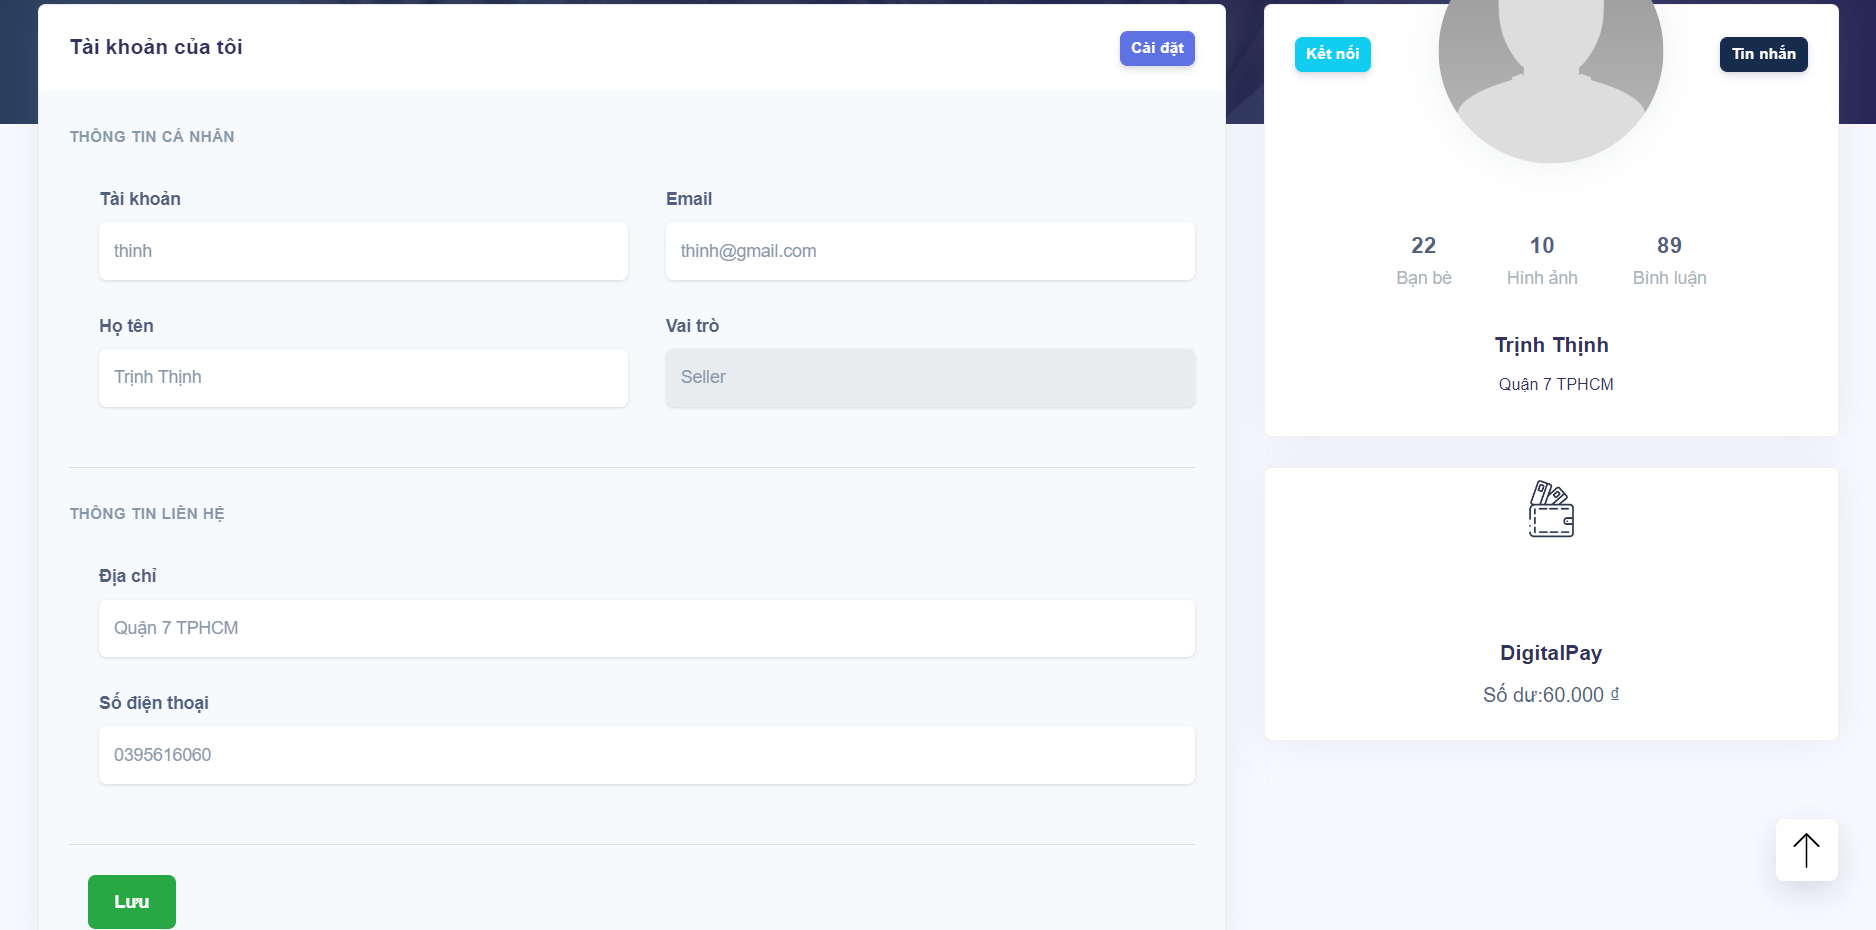 Tài khoản của tôi
Cài đặt
THÔNG TIN CÁ NHÂN
Tài khoản
Email
thinh
thinh@gmail.com
Họ tên
Vai trò
Trịnh Thịnh
Seller
THÔNG TIN LIÊN HỆ
Địa chỉ
Quận 7 TPHCM
Số điện thoại
0395616060
Lưu
Kết nối
Tin nhắn
22
10
89
Bạn bè
Hình ảnh
Bình luận
Trịnh Thịnh
Quận 7 TPHCM
DigitalPay
Số dư:60.000 ₫